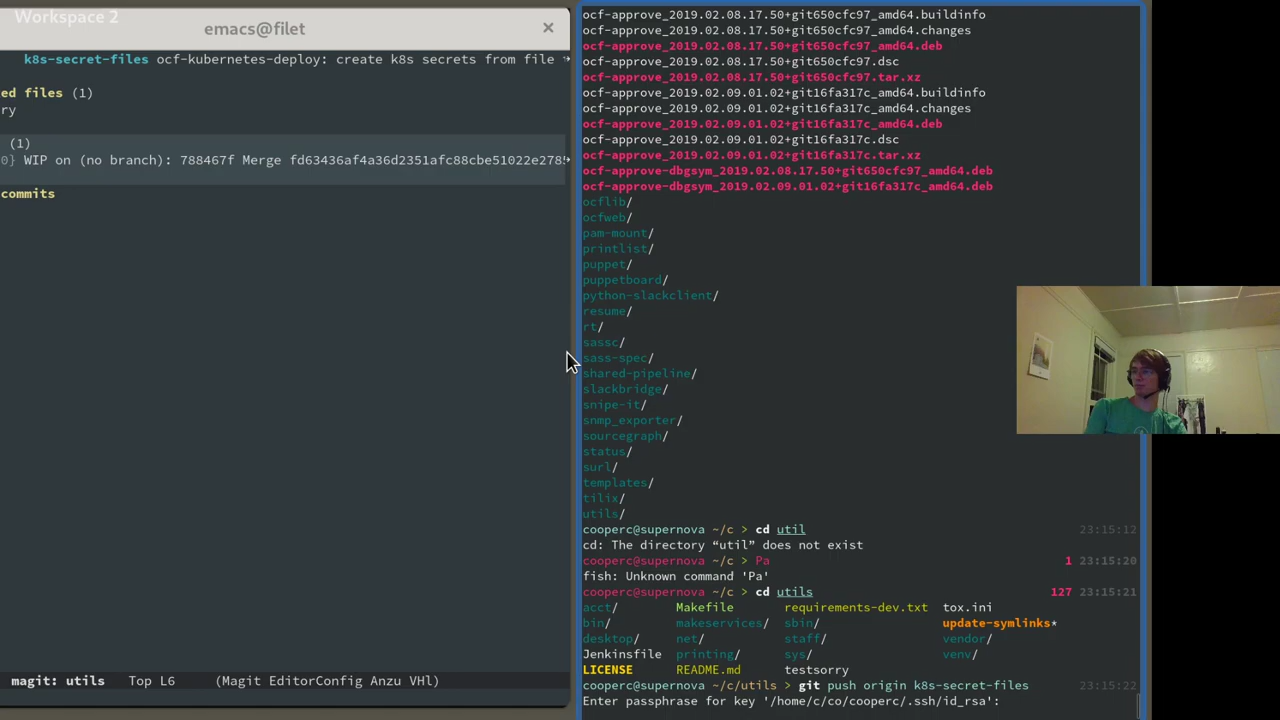 Workspace 2
emacs@filet ×
k8s-secret-files ocf-kubernetes-deploy: create k8s secrets from file
ed files (1)
ry
(1)
0} WIP on (no branch): 788467f Merge fd63436af4a36d2351afc88cbe51022e2785
commits
magit: utils Top L6 (Magit EditorConfig Anzu VHl)
ocf-approve_2019.02.08.17.50+git650cfc97_amd64.buildinfo
ocf-approve_2019.02.08.17.50+git650cfc97_amd64.changes
ocf-approve_2019.02.08.17.50+git650cfc97_amd64.deb
ocf-approve_2019.02.08.17.50+git650cfc97.dsc
ocf-approve_2019.02.08.17.50+git650cfc97.tar.xz
ocf-approve_2019.02.09.01.02+git16fa317c_amd64.buildinfo
ocf-approve_2019.02.09.01.02+git16fa317c_amd64.changes
ocf-approve_2019.02.09.01.02+git16fa317c_amd64.deb
ocf-approve_2019.02.09.01.02+git16fa317c.dsc
ocf-approve_2019.02.09.01.02+git16fa317c.tar.xz
ocf-approve-dbgsym_2019.02.08.17.50+git650cfc97_amd64.deb
ocf-approve-dbgsym_2019.02.09.01.02+git16fa317c_amd64.deb
ocflib/
ocfweb/
pam-mount/
printlist/
puppet/
puppetboard/
python-slackclient/
resume/
rt/
sassc/
sass-spec/
shared-pipeline/
slackbridge/
snipe-it/
snmp_exporter/
sourcegraph/
status/
surl/
templates/
tilix/
utils/
cooperc@supernova ~/c > cd util 23:15:12
cd: The directory “util” does not exist
cooperc@supernova ~/c > Pa 1 23:15:20
fish: Unknown command 'Pa'
cooperc@supernova ~/c > cd utils 127 23:15:21
acct/ Makefile requirements-dev.txt tox.ini
bin/ makeservices/ sbin/ update-symlinks*
desktop/ net/ staff/ vendor/
Jenkinsfile printing/ sys/ venv/
LICENSE README.md testsorry
cooperc@supernova ~/c/utils > git push origin k8s-secret-files 23:15:22
Enter passphrase for key '/home/c/co/cooperc/.ssh/id_rsa':